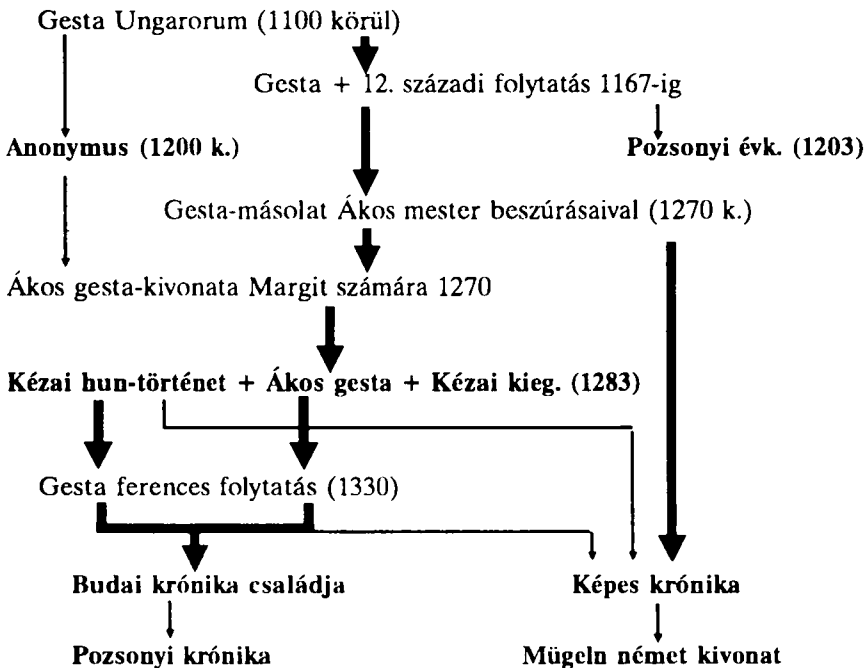 Gesta Ungarorum (1100 körül)
Gesta + 12. századi folytatás 1167-ig
Anonymus (1200 k.)
Pozsonyi évk. (1203)
Gesta-másolat Ákos mester beszúrásaival (1270 k.)
Ákos gesta-kivonata Margit számára 1270
Kézai hun-történet + Ákos gesta + Kézai kieg. (1283)
Gesta ferences folytatás (1330)
Budai krónika családja
Képes krónika
Pozsonyi krónika
Mügeln német kivonat